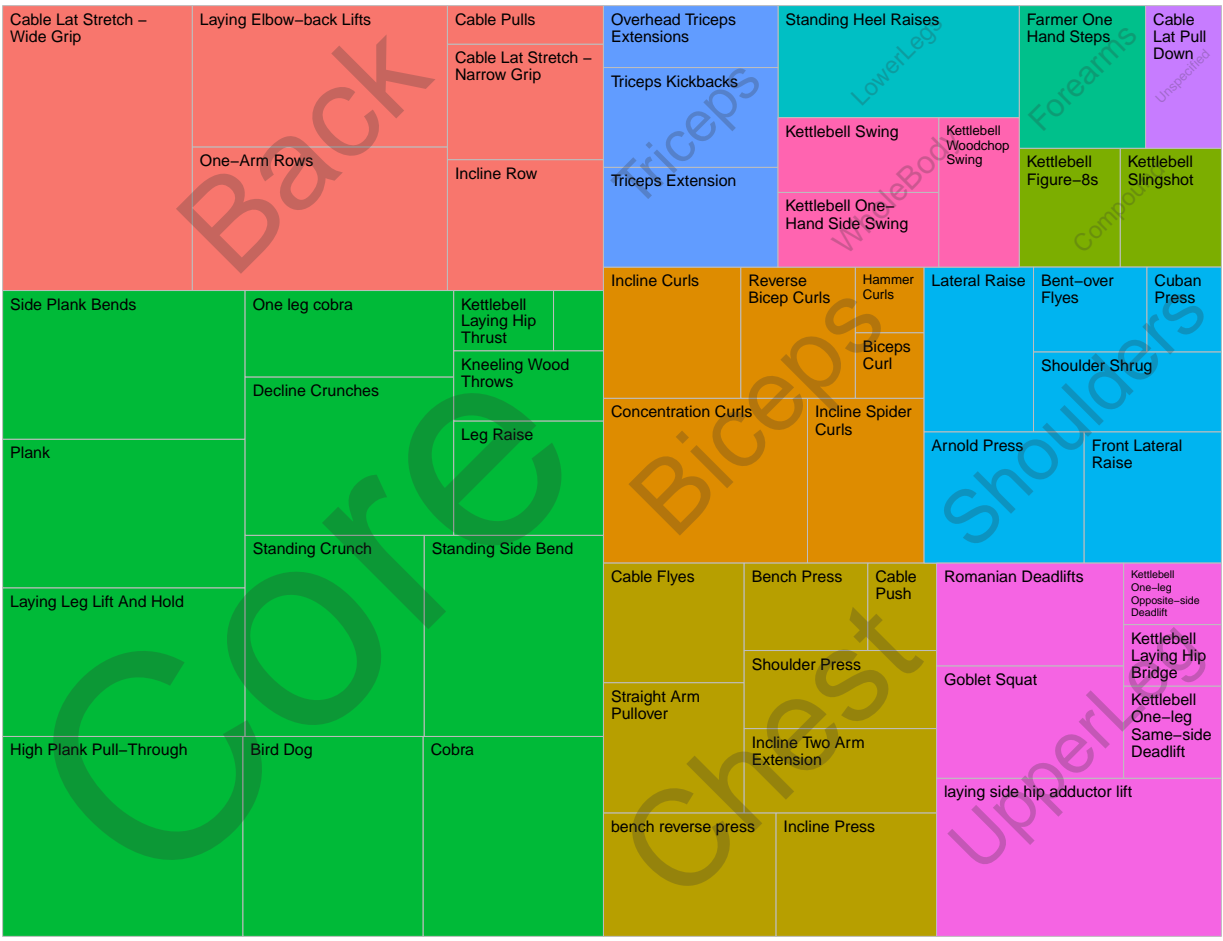 Cable Lat Stretch −
Wide Grip
Laying Elbow−back Lifts
One−Arm Rows
Cable Pulls
Cable Lat Stretch −
Narrow Grip
Incline Row
Back
Overhead Triceps
Extensions
Triceps Kickbacks
Triceps Extension
Triceps
Standing Heel Raises
LowerLegs
Kettlebell Swing
Kettlebell One−
Hand Side Swing
Kettlebell
Woodchop
Swing
WholeBody
Farmer One
Hand Steps
Forearms
Cable
Lat Pull
Down
Unspecified
Kettlebell
Figure−8s
Kettlebell
Slingshot
Compound
Side Plank Bends
Plank
Laying Leg Lift And Hold
High Plank Pull−Through
One leg cobra
Decline Crunches
Kettlebell
Laying Hip
Thrust
Kneeling Wood
Throws
Leg Raise
Standing Crunch
Standing Side Bend
Bird Dog
Cobra
Core
Incline Curls
Reverse
Bicep Curls
Hammer
Curls
Biceps
Curl
Concentration Curls
Incline Spider
Curls
Biceps
Lateral Raise
Bent−over
Flyes
Cuban
Press
Shoulder Shrug
Arnold Press
Front Lateral
Raise
Shoulders
Cable Flyes
Straight Arm
Pullover
Bench Press
Cable
Push
Shoulder Press
Incline Two Arm
Extension
bench reverse press
Incline Press
Chest
Romanian Deadlifts
Goblet Squat
Kettlebell
One−leg
Opposite−side
Deadlift
Kettlebell
Laying Hip
Bridge
Kettlebell
One−leg
Same−side
Deadlift
laying side hip adductor lift
UpperLeg